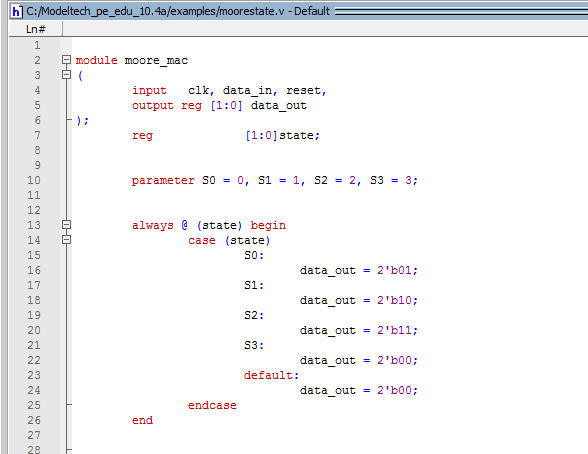 C:/Modeltech_pe_edu_10.4a/examples/moorestate.v - Default
Ln#
1
2 module moore_mac
3 (
4 input clk, data_in, reset,
5 output reg [1:0] data_out
6 );
7 reg [1:0]state;
8
9
10 parameter S0 = 0, S1 = 1, S2 = 2, S3 = 3;
11
12
13 always @ (state) begin
14 case (state)
15 S0:
16 data_out = 2'b01;
17 S1:
18 data_out = 2'b10;
19 S2:
20 data_out = 2'b11;
21 S3:
22 data_out = 2'b00;
23 default:
24 data_out = 2'b00;
25 endcase
26 end
27
28